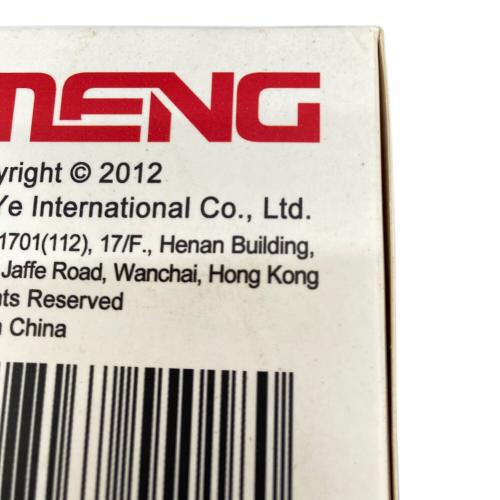 MENG
yright © 2012
Ye International Co., Ltd.
1701(112), 17/F., Henan Building,
Jaffe Road, Wanchai, Hong Kong
hts Reserved
China